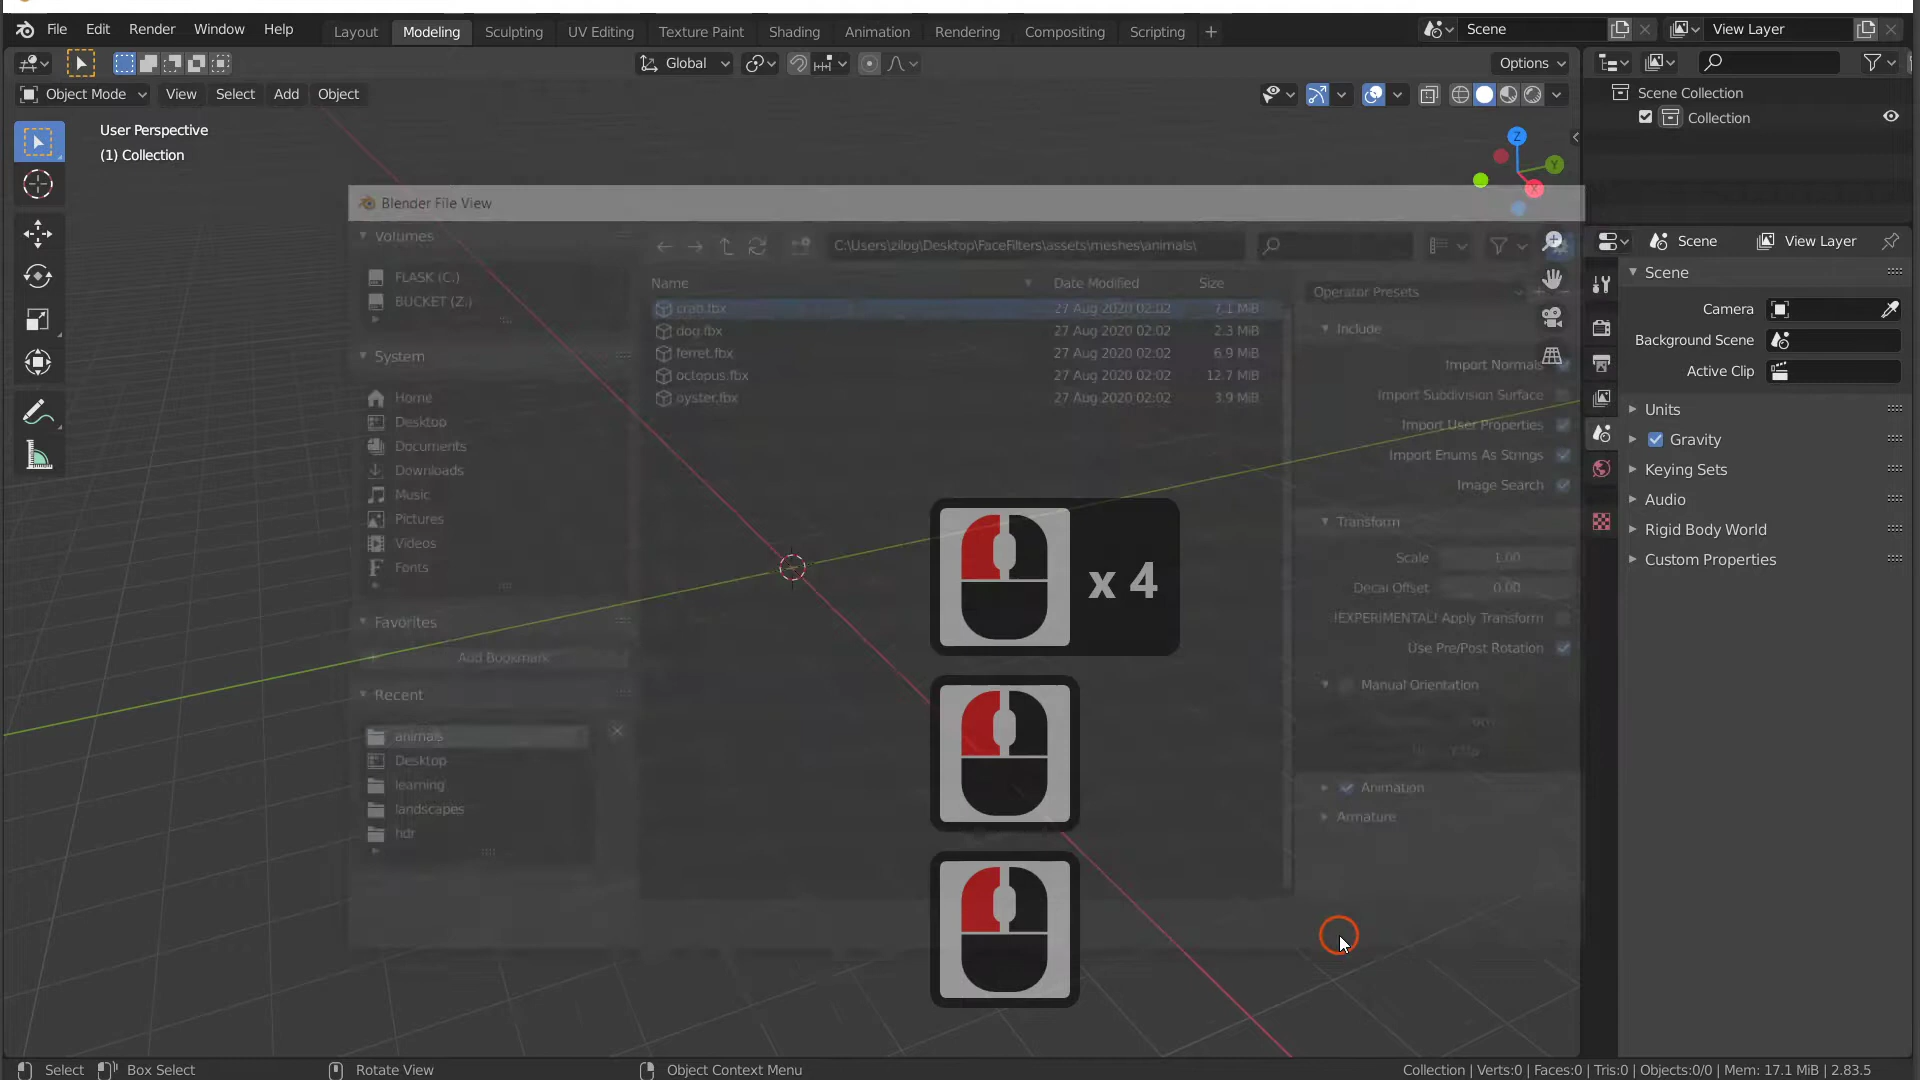 File Edit Render Window Help Layout Modeling Sculpting UV Editing Texture Paint Shading Animation Rendering Compositing Scripting + Scene View Layer
Global Options
Object Mode View Select Add Object
User Perspective
(1) Collection
Z
Y
X
Scene Collection
Collection
Blender File View
Volumes
FLASK (C:)
BUCKET (Z:)
System
Home
Desktop
Documents
Downloads
Music
Pictures
Videos
Fonts
Favorites
Add Bookmark
Recent
animals
Desktop
learning
landscapes
hdr
C:\Users\zilog\Desktop\FaceFilters\assets\meshes\animals\
Name Date Modified Size
crab.fbx 27 Aug 2020 02:02 7.1 MiB
dog.fbx 27 Aug 2020 02:02 2.3 MiB
ferret.fbx 27 Aug 2020 02:02 6.9 MiB
octopus.fbx 27 Aug 2020 02:02 12.7 MiB
oyster.fbx 27 Aug 2020 02:02 3.9 MiB
Operator Presets
Include
Import Normals
Import Subdivision Surface
Import User Properties
Import Enums As Strings
Image Search
Transform
Scale 1.00
Decal Offset 0.00
!EXPERIMENTAL! Apply Transform
Use Pre/Post Rotation
Manual Orientation
Animation
Armature
x 4
Scene View Layer
Scene
Camera
Background Scene
Active Clip
Units
Gravity
Keying Sets
Audio
Rigid Body World
Custom Properties
Select Box Select Rotate View Object Context Menu Collection | Verts:0 | Faces:0 | Tris:0 | Objects:0/0 | Mem: 17.1 MiB | 2.83.5